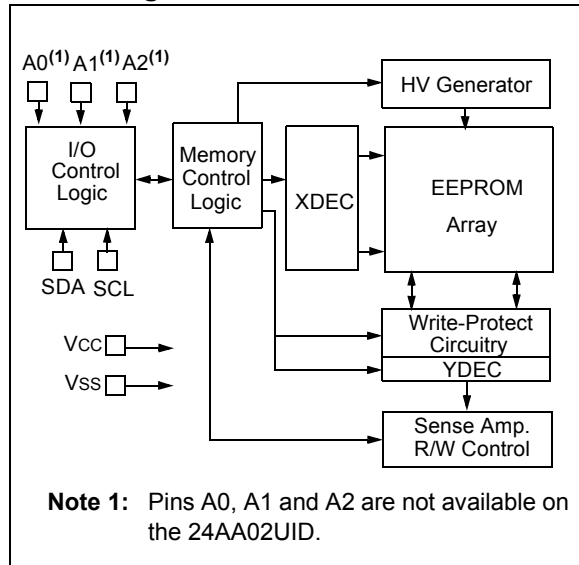 A0(1) A1(1) A2(1)
HV Generator
I/O
Control
Logic
Memory
Control
Logic
XDEC
EEPROM
Array
SDA SCL
Write-Protect
Circuitry
YDEC
VCC
VSS
Sense Amp.
R/W Control
Note 1: Pins A0, A1 and A2 are not available on
the 24AA02UID.